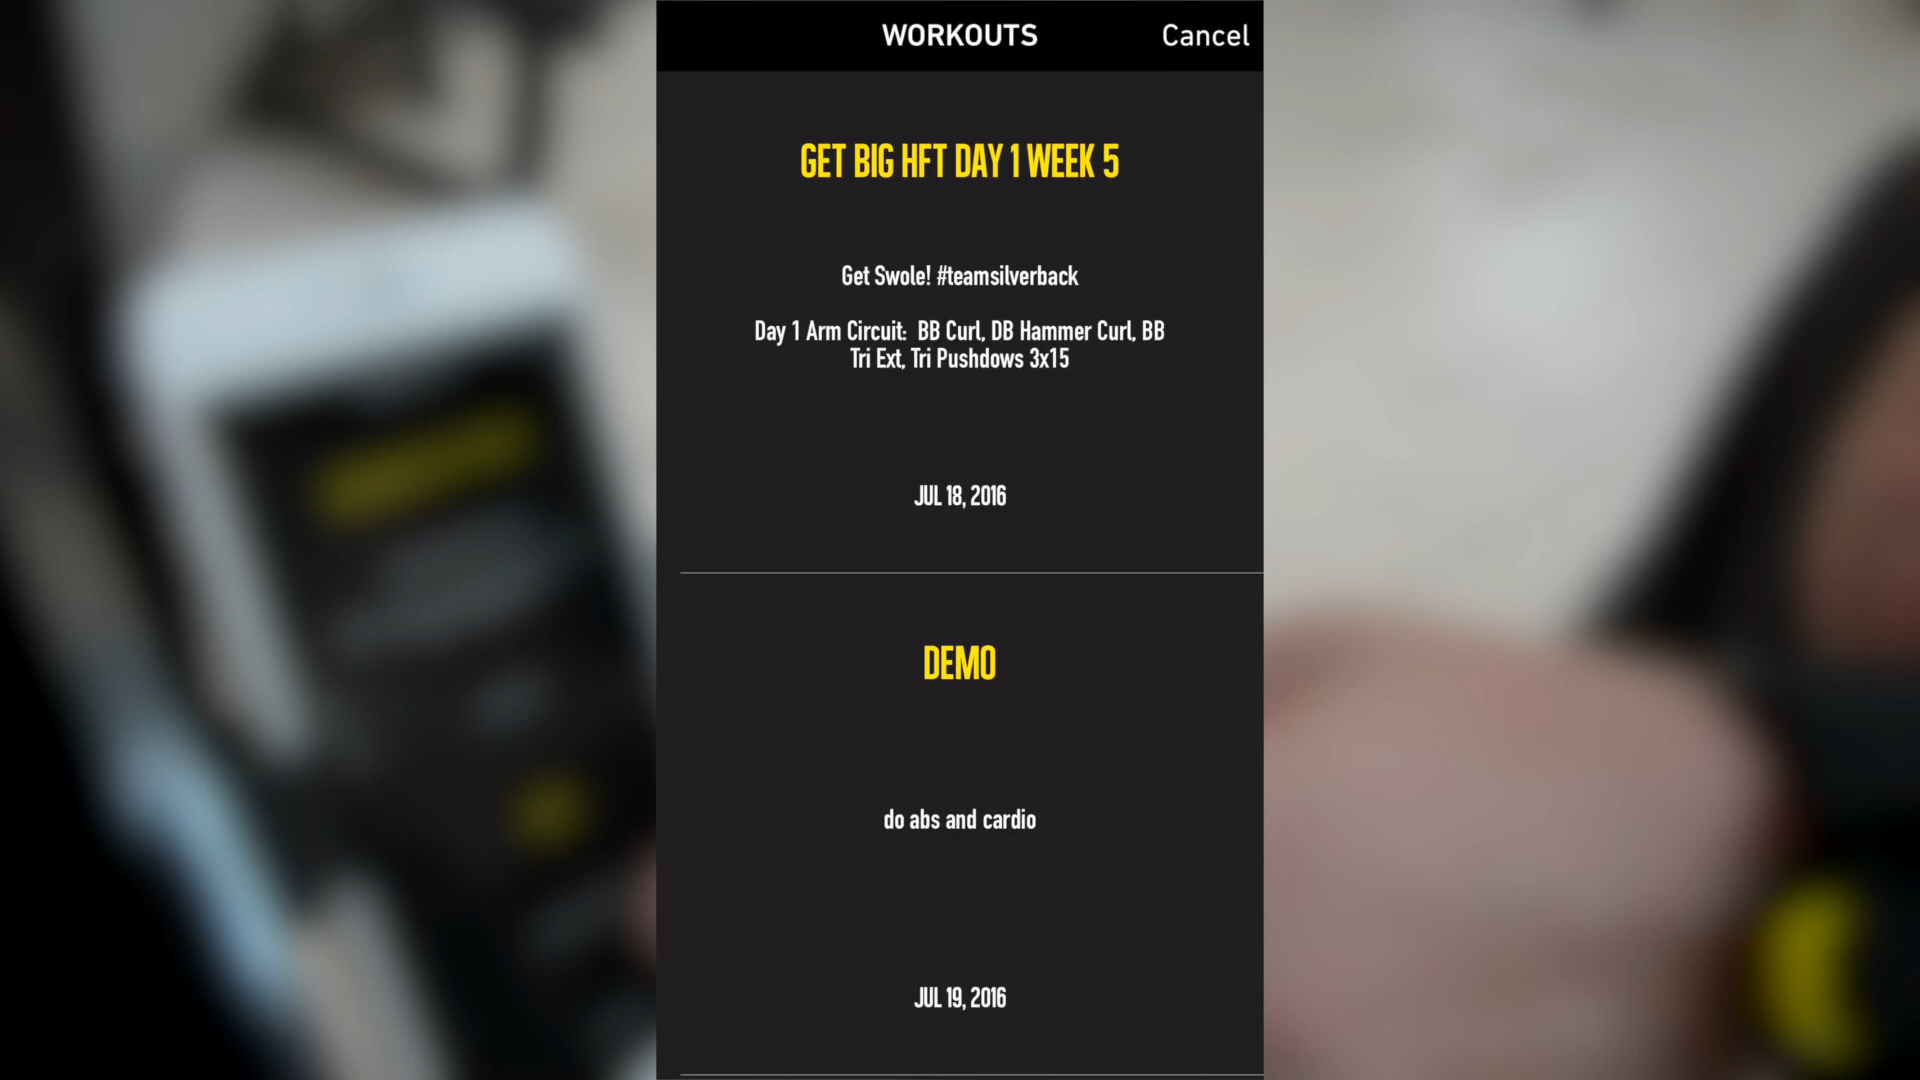 WORKOUTS
Cancel
GET BIG HFT DAY 1 WEEK 5
Get Swole! #teamsilverback
Day 1 Arm Circuit:  BB Curl, DB Hammer Curl, BB
Tri Ext, Tri Pushdows 3x15
JUL 18, 2016
DEMO
do abs and cardio
JUL 19, 2016